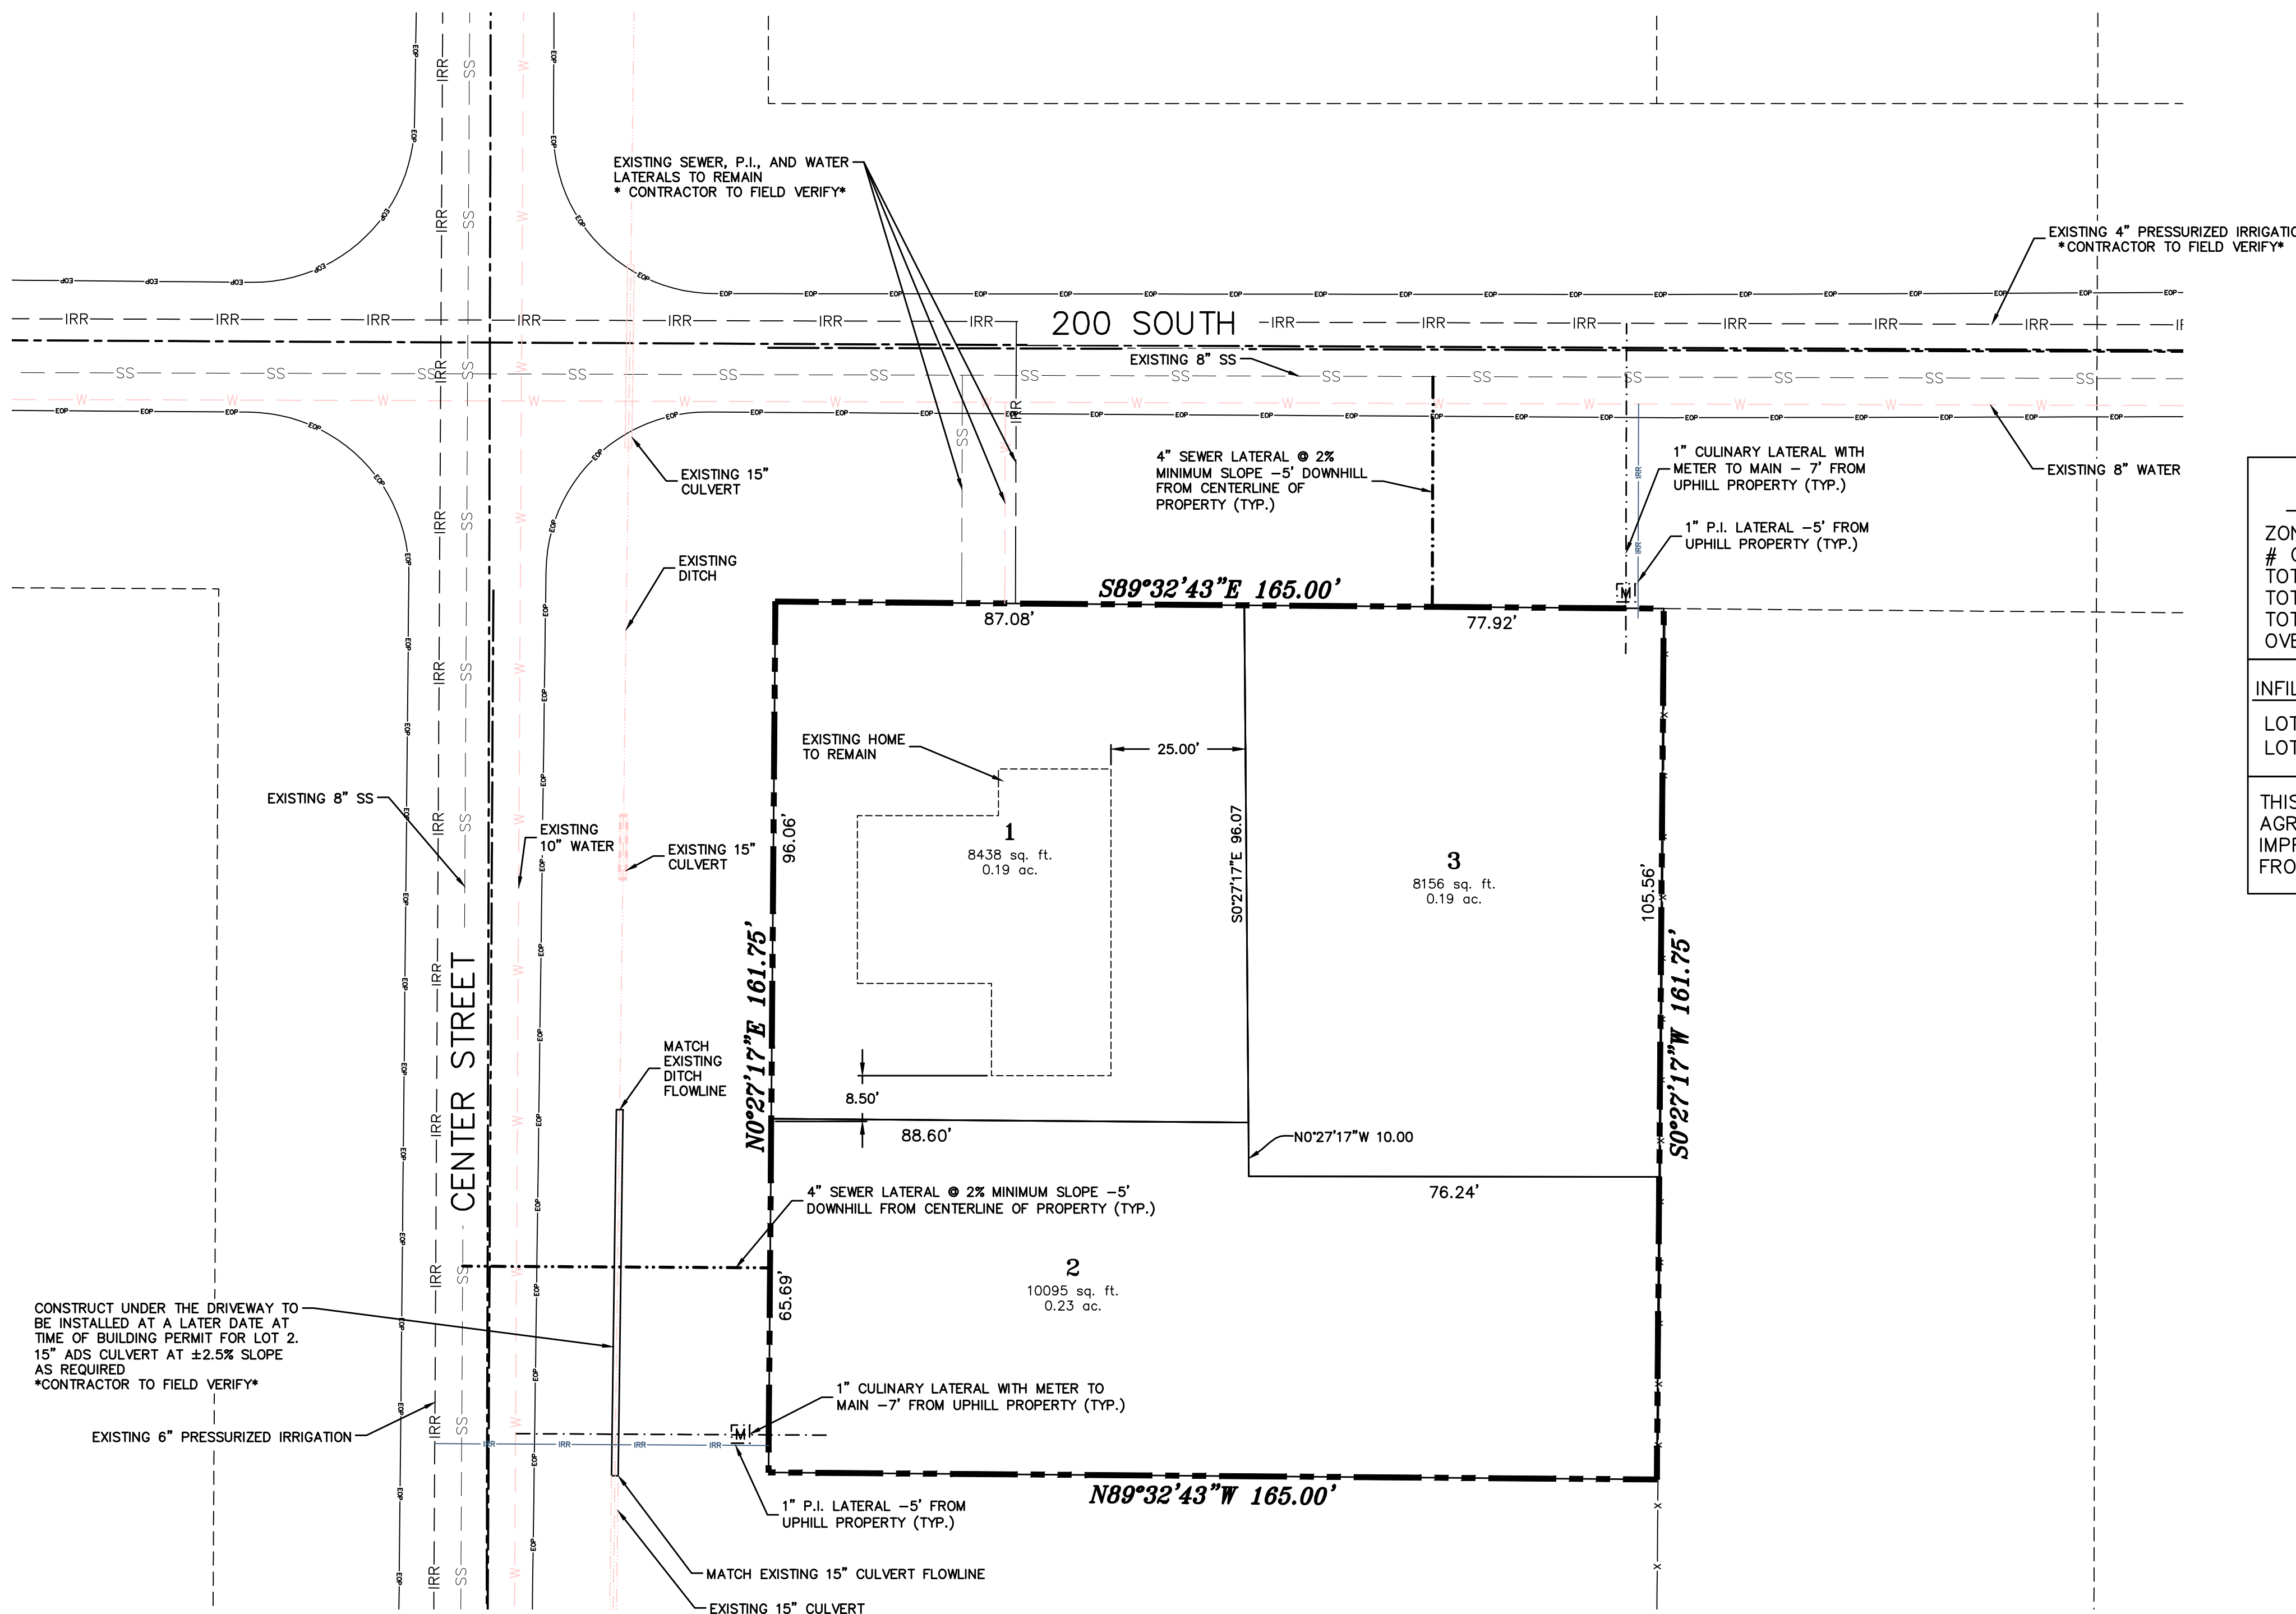 EXISTING SEWER, P.I., AND WATER
LATERALS TO REMAIN
* CONTRACTOR TO FIELD VERIFY*
*CONTRACTOR TO FIELD VERIFY*
EXISTING 4" PRESSURIZED
200 SOUTH
EXISTING 8" SS
EXISTING 15"
CULVERT
4" SEWER LATERAL @ 2%
MINIMUM SLOPE -5' DOWNHILL
FROM CENTERLINE OF
PROPERTY (TYP.)
1" CULINARY LATERAL WITH
METER TO MAIN - 7' FROM
UPHILL PROPERTY (TYP.)
EXISTING 8" WATER
1" P.I. LATERAL -5' FROM
UPHILL PROPERTY (TYP.)
EXISTING
DITCH
S89°32'43"E 165.00'
M
87.08'
77.92'
EXISTING HOME
TO REMAIN
25.00'
EXISTING 8" SS
EXISTING
10" WATER
EXISTING 15"
CULVERT
96.06'
1
8438 sq. ft.
0.19 ac.
S0°27'17"E 96.07
3
8156 sq. ft.
0.19 ac.
105.56'
CENTER STREET
N0°27'17"E 161.75'
S0°27'17"W 161.75'
MATCH
EXISTING
DITCH
FLOWLINE
8.50'
88.60'
N0°27'17"W 10.00
76.24'
4" SEWER LATERAL @ 2% MINIMUM SLOPE -5'
DOWNHILL FROM CENTERLINE OF PROPERTY (TYP.)
65.69'
2
10095 sq. ft.
0.23 ac.
CONSTRUCT UNDER THE DRIVEWAY TO
BE INSTALLED AT A LATER DATE AT
TIME OF BUILDING PERMIT FOR LOT 2.
15" ADS CULVERT AT ±2.5% SLOPE
AS REQUIRED
*CONTRACTOR TO FIELD VERIFY*
EXISTING 6" PRESSURIZED IRRIGATION
1" CULINARY LATERAL WITH METER TO
MAIN -7' FROM UPHILL PROPERTY (TYP.)
M
N89°32'43"W 165.00'
1" P.I. LATERAL -5' FROM
UPHILL PROPERTY (TYP.)
MATCH EXISTING 15" CULVERT FLOWLINE
EXISTING 15" CULVERT
LOT
LOT